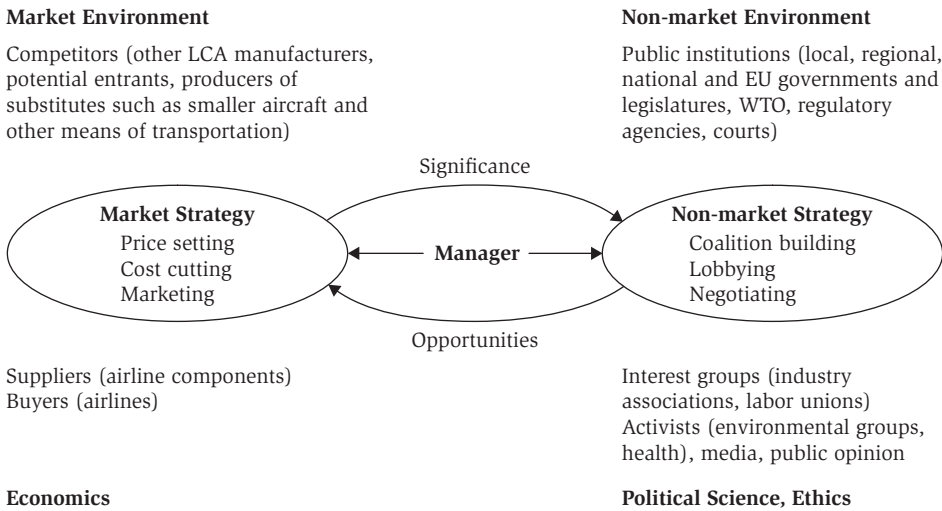 Market Environment
Competitors (other LCA manufacturers,
potential entrants, producers of
substitutes such as smaller aircraft and
other means of transportation)
Non-market Environment
Public institutions (local, regional,
national and EU governments and
legislatures, WTO, regulatory
agencies, courts)
Significance
Market Strategy
Price setting
Cost cutting
Marketing
Manager
Non-market Strategy
Coalition building
Lobbying
Negotiating
Opportunities
Suppliers (airline components)
Buyers (airlines)
Interest groups (industry
associations, labor unions)
Activists (environmental groups,
health), media, public opinion
Economics
Political Science, Ethics